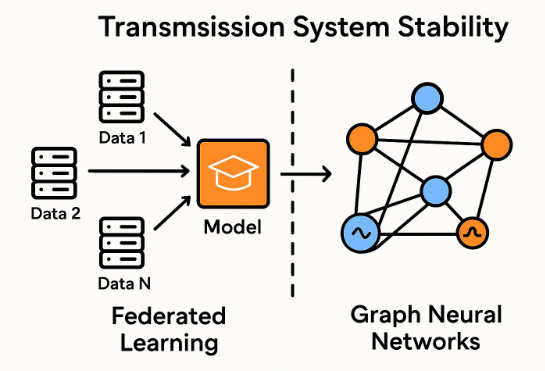 Transmsission System Stability
Data 1
Data 2
Data N
Model
Federated
Learning
Graph Neural
Networks